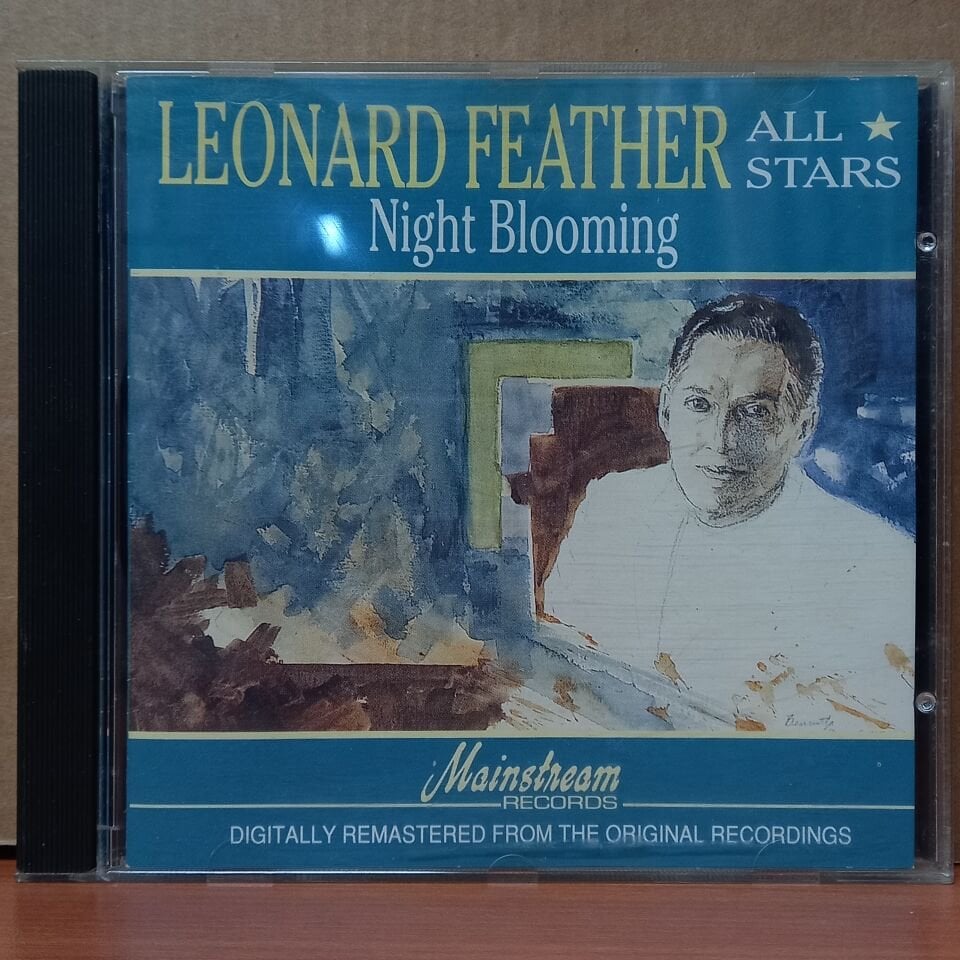 LEONARD FEATHER ALL ★
STARS
Night Blooming
Mainstream
RECORDS
DIGITALLY REMASTERED FROM THE ORIGINAL RECORDINGS